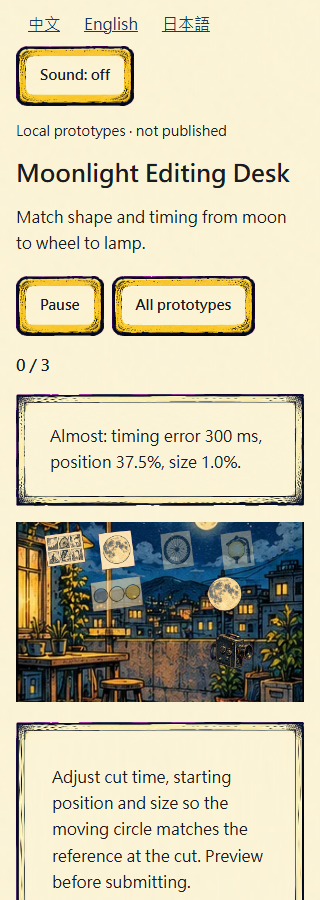 中文 English 日本語
Sound: off
Local prototypes · not published
Moonlight Editing Desk
Match shape and timing from moon
to wheel to lamp.
Pause All prototypes
0 / 3
Almost: timing error 300 ms,
position 37.5%, size 1.0%.
Adjust cut time, starting
position and size so the
moving circle matches the
reference at the cut. Preview
before submitting.